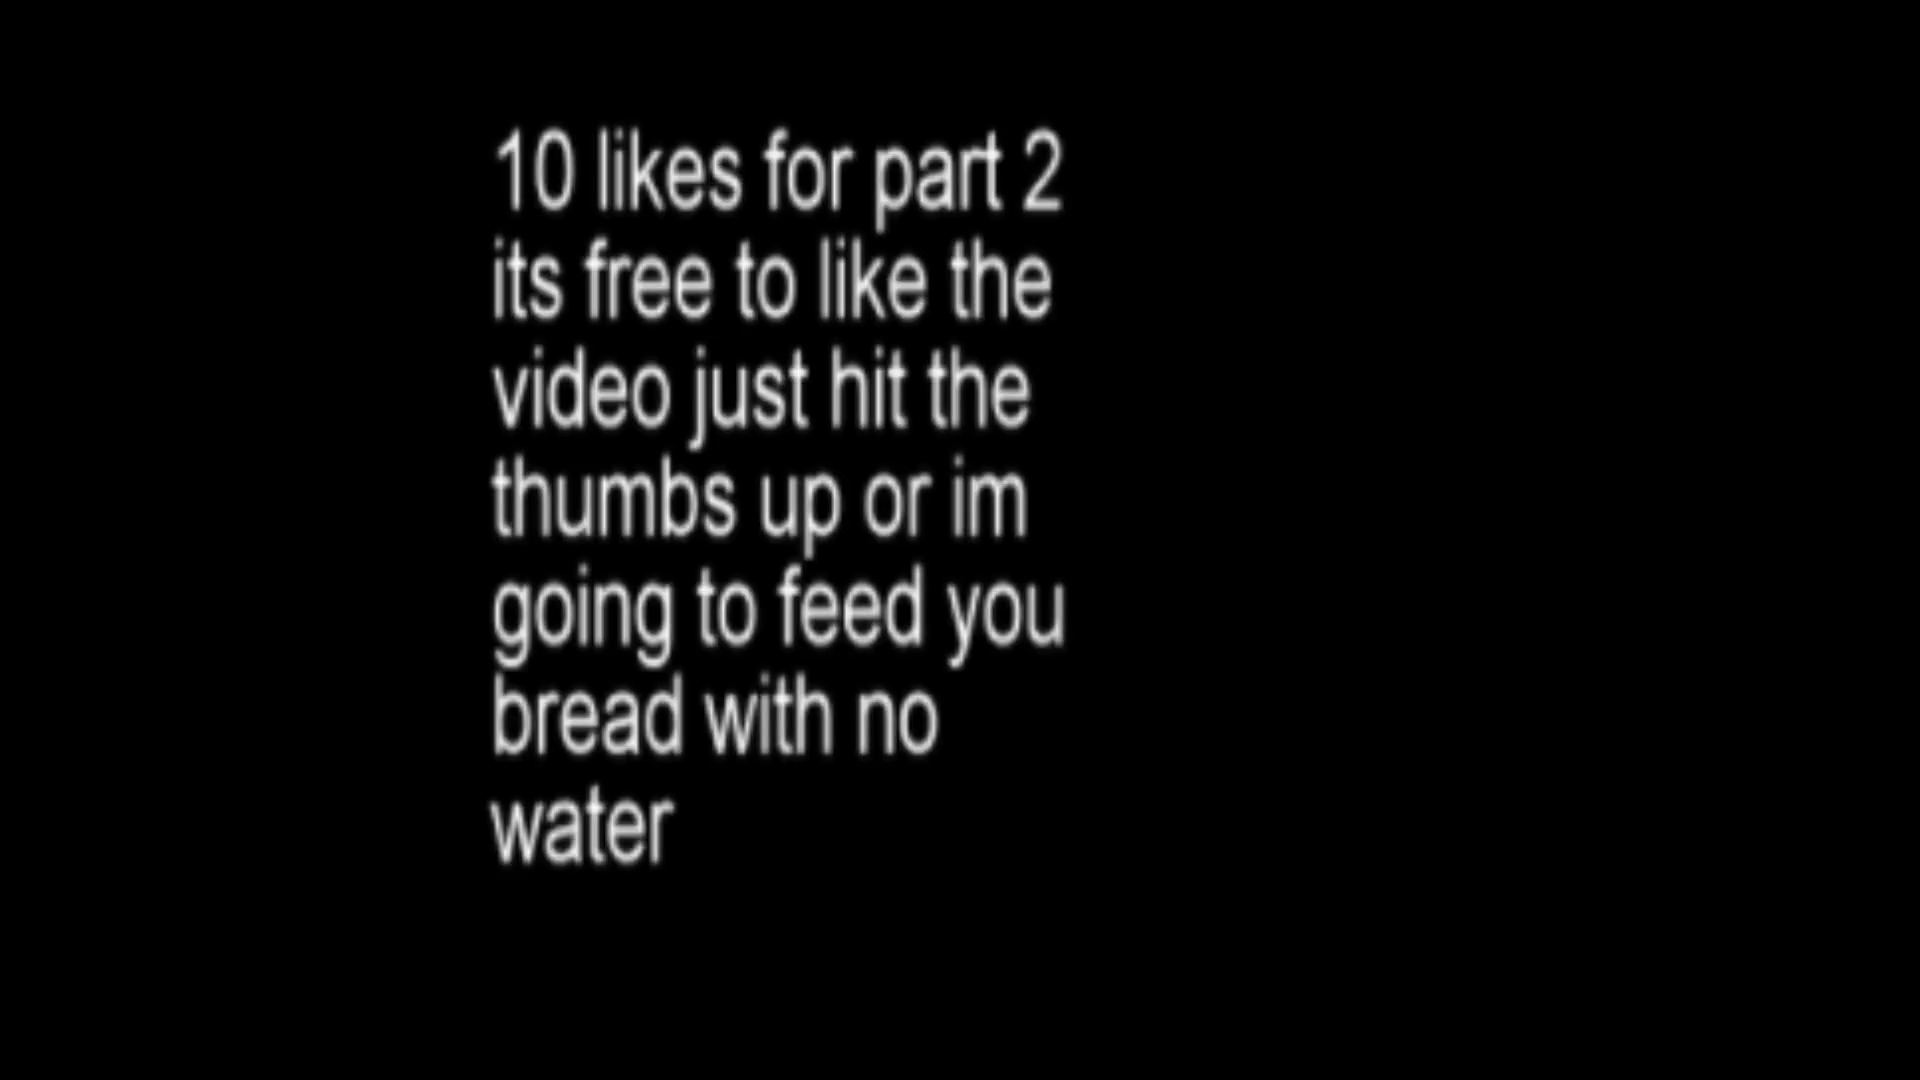 10 likes for part 2
its free to like the
video just hit the
thumbs up or im
going to feed you
bread with no
water